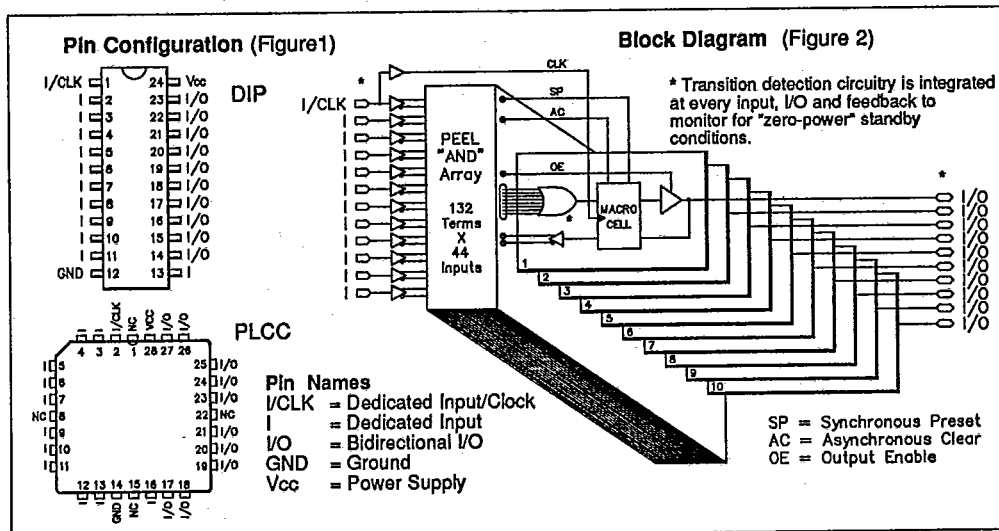 Pin Configuration (Figure1)
I/CLK 1 24 Vcc
I 2 23 I/O
I 3 22 I/O
I 4 21 I/O
I 5 20 I/O
I 6 19 I/O
I 7 18 I/O
I 8 17 I/O
I 9 16 I/O
I 10 15 I/O
I 11 14 I/O
GND 12 13 I
DIP
PLCC
I I I/CLK NC VCC I/O I/O
4 3 2 1 28 27 26
I 5 25 I/O
I 6 24 I/O
I 7 23 I/O
NC 8 22 NC
I 9 21 I/O
I 10 20 I/O
I 11 19 I/O
12 13 14 15 16 17 18
I I GND NC I I/O I/O
Pin Names
I/CLK = Dedicated Input/Clock
I = Dedicated Input
I/O = Bidirectional I/O
GND = Ground
Vcc = Power Supply
Block Diagram (Figure 2)
* Transition detection circuitry is integrated
at every input, I/O and feedback to
monitor for "zero-power" standby
conditions.
*
I/CLK
I
I
I
I
I
I
I
I
I
I
I
CLK
SP
AC
OE
PEEL
"AND"
Array
132
Terms
X
44
Inputs
*
MACRO
CELL
1
2
3
4
5
6
7
8
9
10
*
I/O
I/O
I/O
I/O
I/O
I/O
I/O
I/O
I/O
I/O
SP = Synchronous Preset
AC = Asynchronous Clear
OE = Output Enable